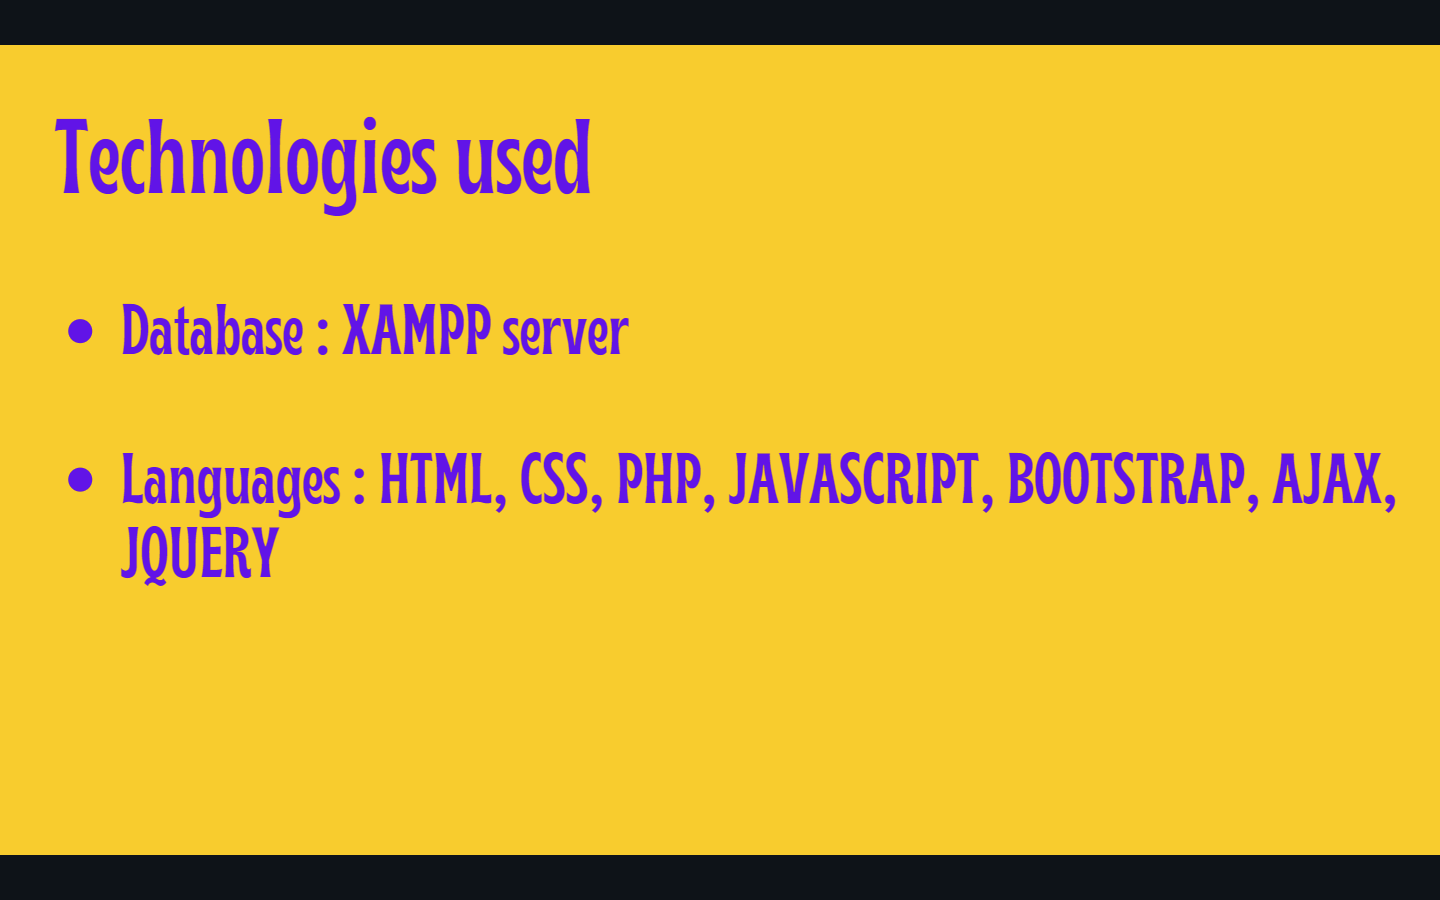 Technologies used
• Database : XAMPP server
• Languages : HTML, CSS, PHP, JAVASCRIPT, BOOTSTRAP, AJAX,
JQUERY